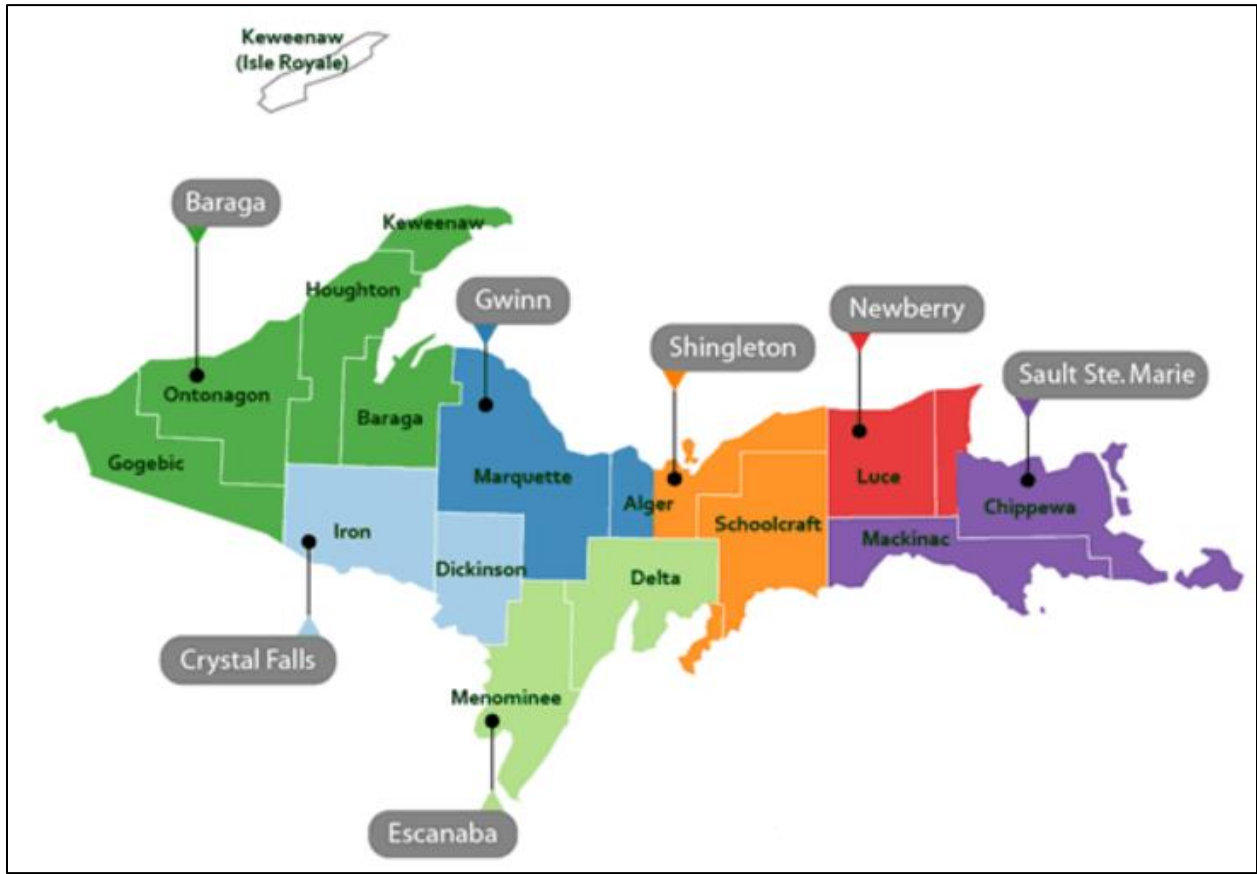 Keweenaw
(Isle Royale)
Baraga
Keweenaw
Houghton
Gwinn
Newberry
Shingleton
Sault Ste. Marie
Ontonagon
Baraga
Gogebic
Marquette
Alger
Luce
Chippewa
Schoolcraft
Iron
Mackinac
Dickinson
Delta
Crystal Falls
Menominee
Escanaba